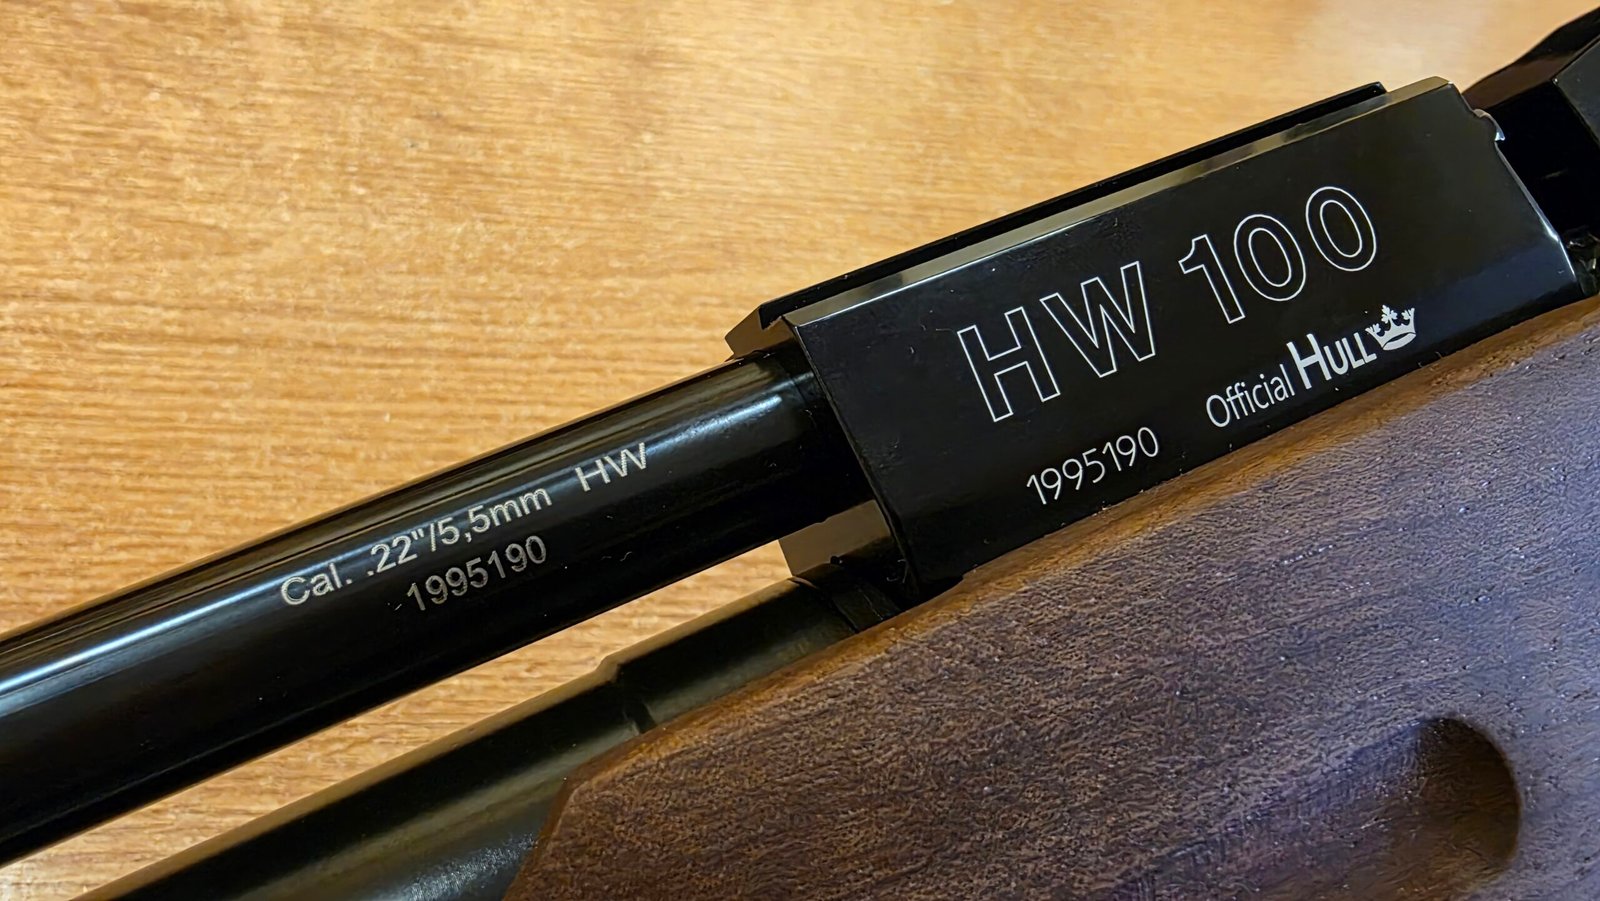 HW 100
Official HULL
1995190
Cal. .22"/5,5mm HW
1995190